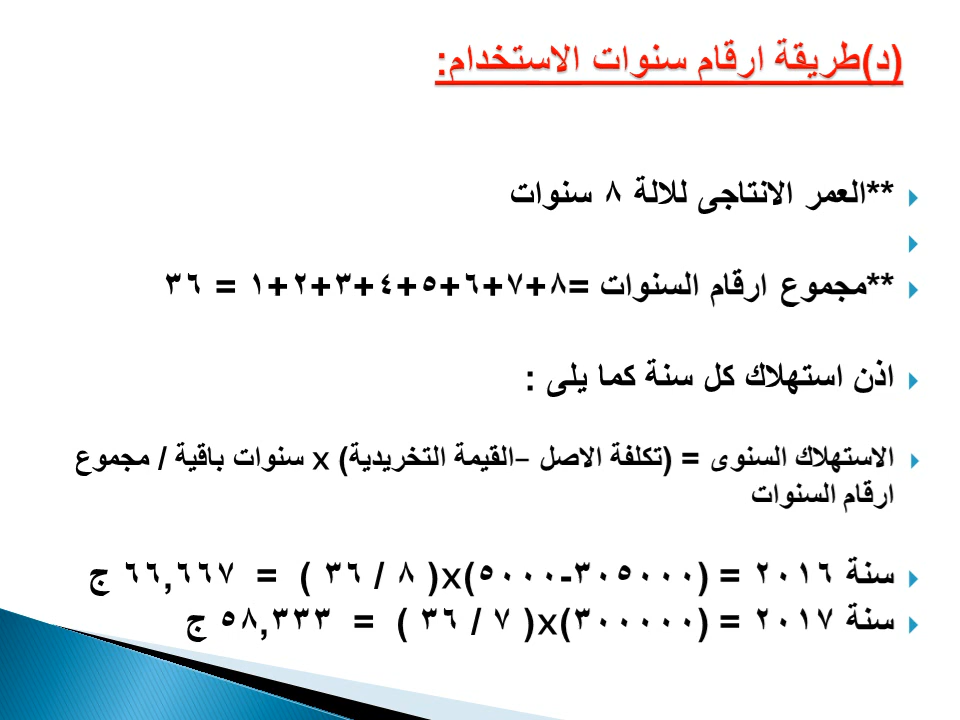 (د)طريقة ارقام سنوات الاستخدام:
**العمر الانتاجى للالة ٨ سنوات
**مجموع ارقام السنوات =٨+٧+٦+٥+٤+٣+٢+١ = ٣٦
اذن استهلاك كل سنة كما يلى :
الاستهلاك السنوى = (تكلفة الاصل –القيمة التخريدية) x سنوات باقية / مجموع
ارقام السنوات
سنة ٢٠١٦ = (٣٠٥٠٠٠-٥٠٠٠)x( ٨ / ٣٦ ) = ٦٦,٦٦٧ ج
سنة ٢٠١٧ = (٣٠٠٠٠٠)x( ٧ / ٣٦ ) = ٥٨,٣٣٣ ج